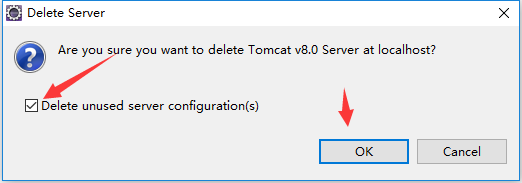 Delete Server
Are you sure you want to delete Tomcat v8.0 Server at localhost?
Delete unused server configuration(s)
OK
Cancel